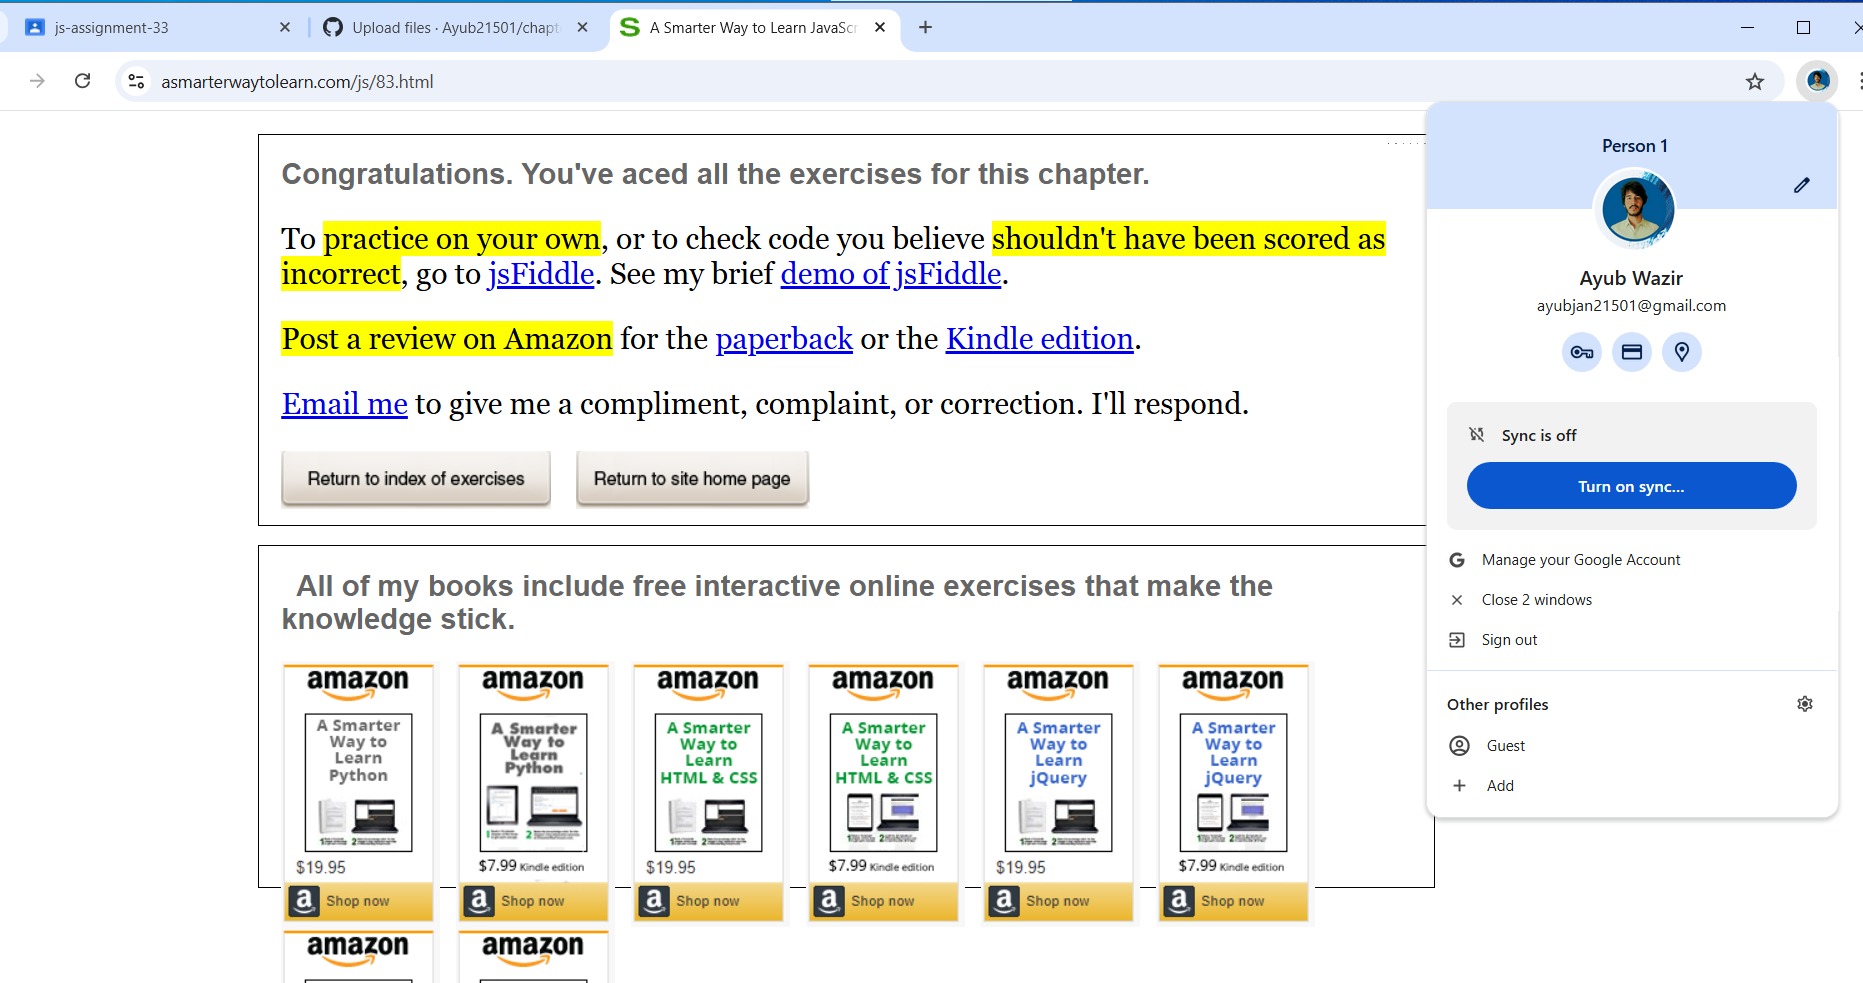 js-assignment-33
Upload files · Ayub21501/chapt
A Smarter Way to Learn JavaScr
asmarterwaytolearn.com/js/83.html
Congratulations. You've aced all the exercises for this chapter.
To practice on your own, or to check code you believe shouldn't have been scored as
incorrect, go to jsFiddle. See my brief demo of jsFiddle.
Post a review on Amazon for the paperback or the Kindle edition.
Email me to give me a compliment, complaint, or correction. I'll respond.
Return to index of exercises
Return to site home page
All of my books include free interactive online exercises that make the
knowledge stick.
amazon
A Smarter
Way to
Learn
Python
$19.95
Shop now
amazon
A Smarter
Way to
Learn
Python
$7.99 Kindle edition
Shop now
amazon
A Smarter
Way to
Learn
HTML & CSS
$19.95
Shop now
amazon
A Smarter
Way to
Learn
HTML & CSS
$7.99 Kindle edition
Shop now
amazon
A Smarter
Way to
Learn
jQuery
$19.95
Shop now
amazon
A Smarter
Way to
Learn
jQuery
$7.99 Kindle edition
Shop now
amazon
amazon
Person 1
Ayub Wazir
ayubjan21501@gmail.com
Sync is off
Turn on sync...
Manage your Google Account
Close 2 windows
Sign out
Other profiles
Guest
Add